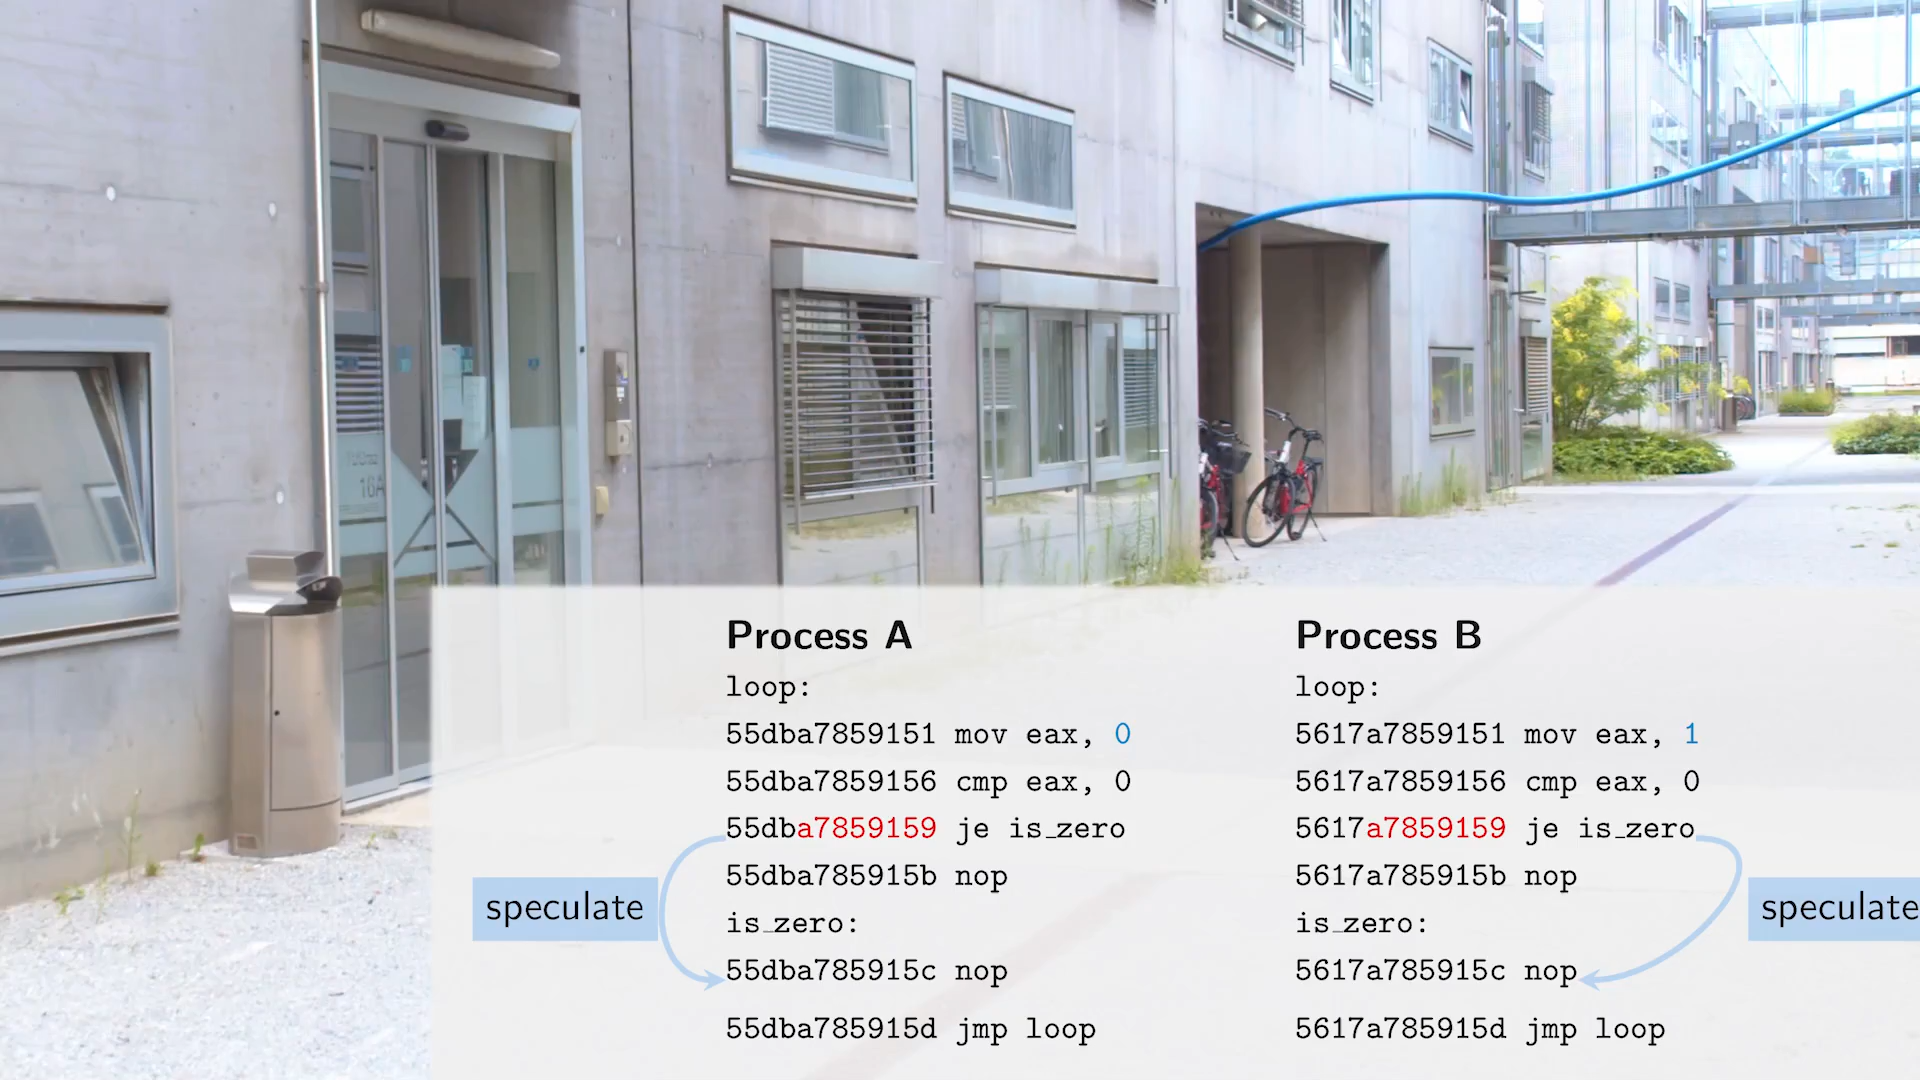 16A
Process A
loop:
55dba7859151 mov eax, 0
55dba7859156 cmp eax, 0
55dba7859159 je is_zero
55dba785915b nop
is_zero:
55dba785915c nop
55dba785915d jmp loop
speculate
Process B
loop:
5617a7859151 mov eax, 1
5617a7859156 cmp eax, 0
5617a7859159 je is_zero
5617a785915b nop
is_zero:
5617a785915c nop
5617a785915d jmp loop
speculate